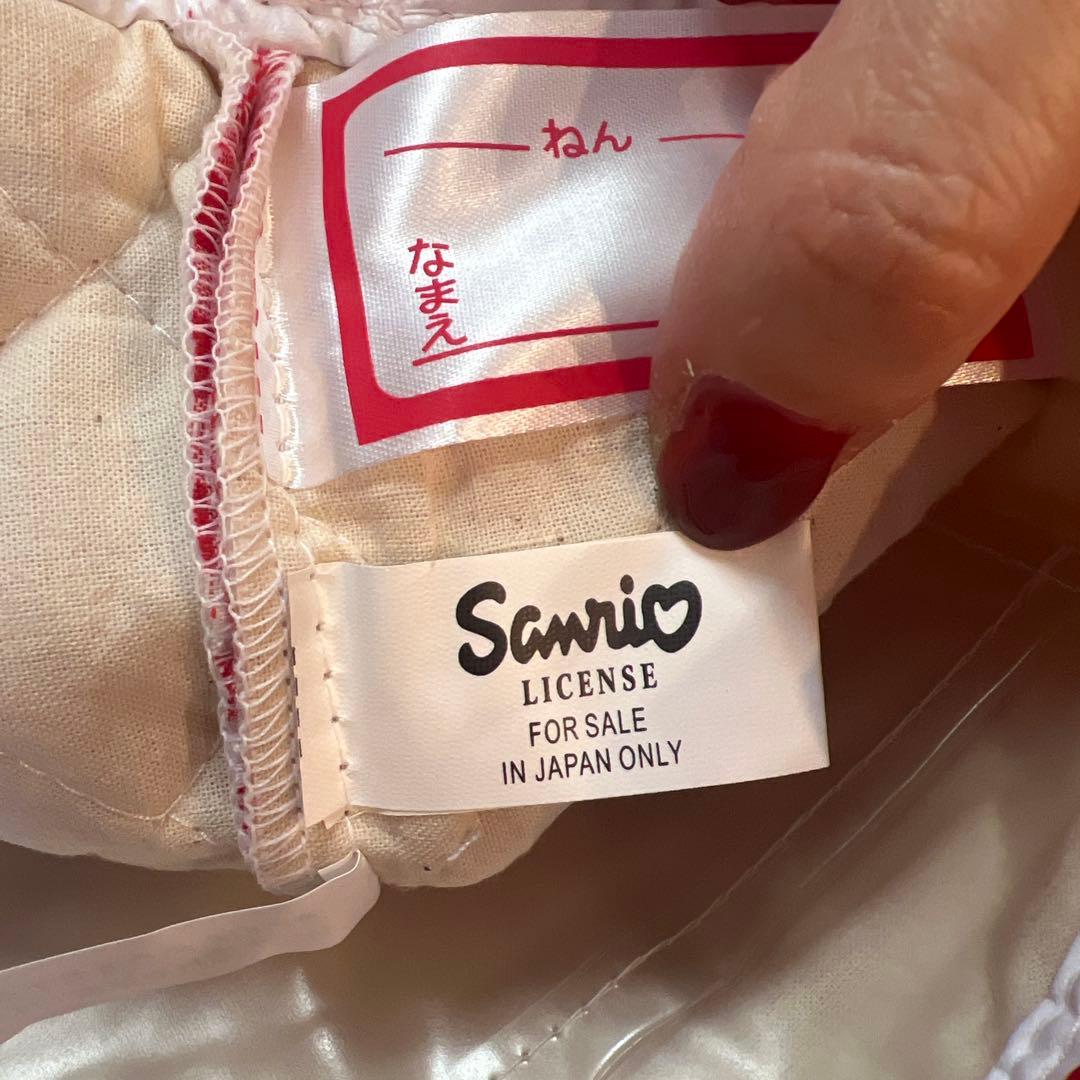 ねん
なまえ
Sanrio
LICENSE
FOR SALE
IN JAPAN ONLY